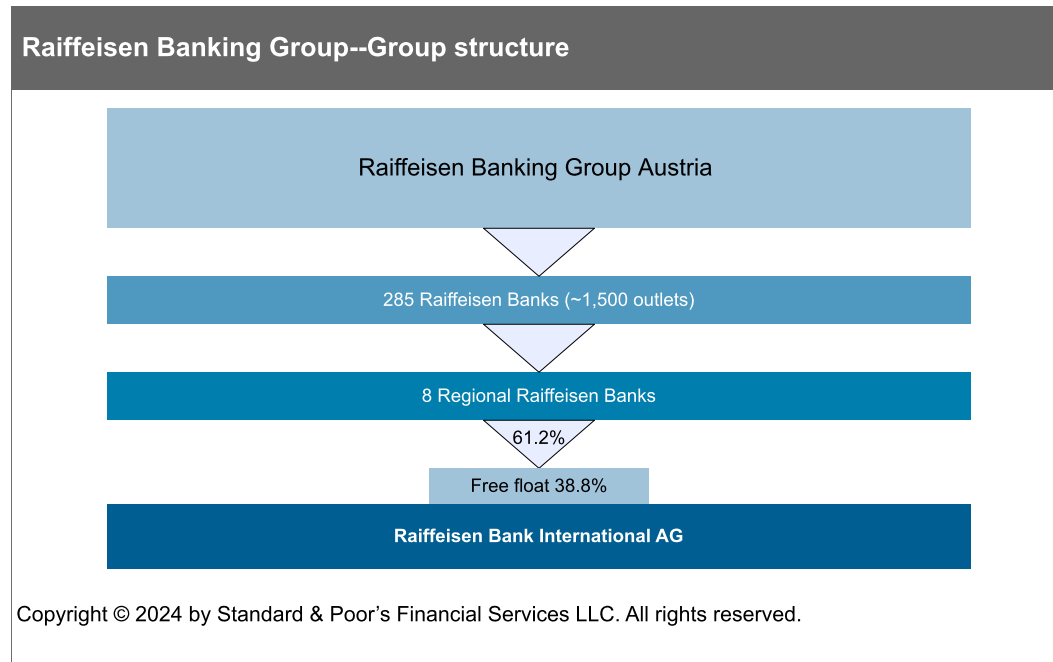 Raiffeisen Banking Group--Group structure
Raiffeisen Banking Group Austria
285 Raiffeisen Banks (~1,500 outlets)
8 Regional Raiffeisen Banks
61.2%
Free float 38.8%
Raiffeisen Bank International AG
Copyright © 2024 by Standard & Poor’s Financial Services LLC. All rights reserved.